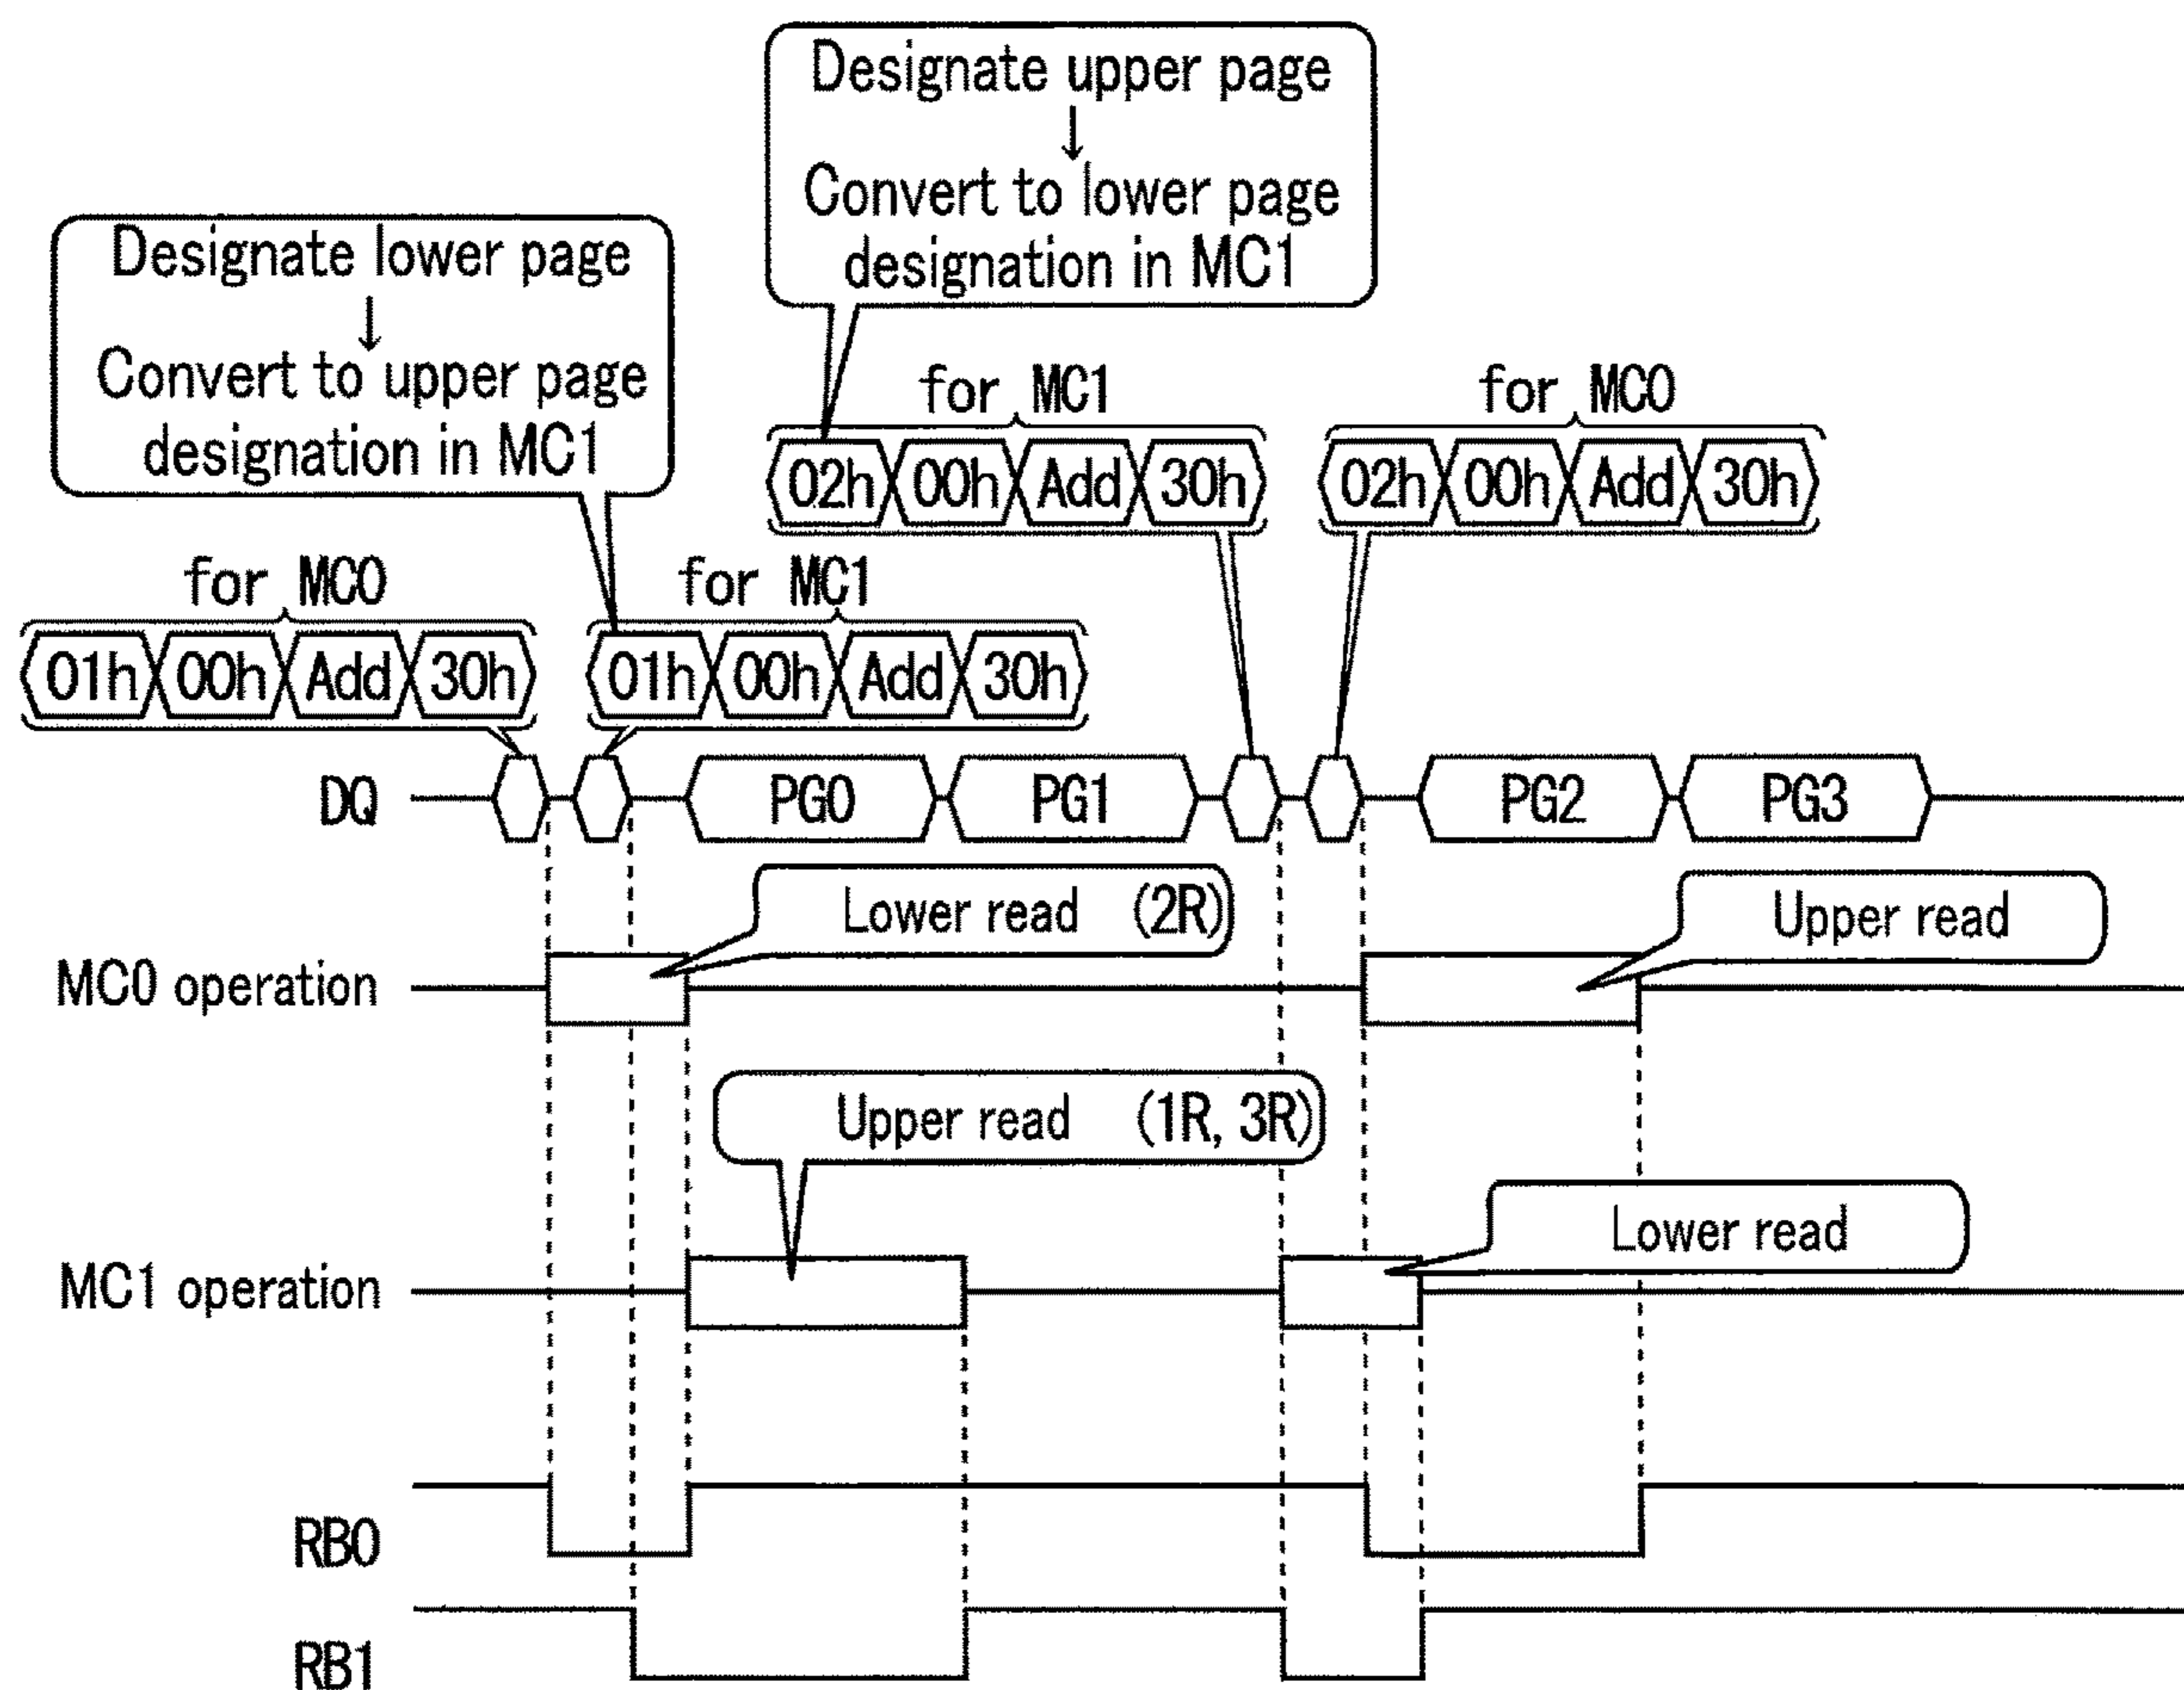 Designate upper page
↓
Convert to lower page
designation in MC1
Designate lower page
↓
Convert to upper page
designation in MC1
for MC1
02h 00h Add 30h
for MC0
02h 00h Add 30h
for MC0
01h 00h Add 30h
for MC1
01h 00h Add 30h
DQ
PG0
PG1
PG2
PG3
Lower read (2R)
Upper read
MC0 operation
Upper read (1R, 3R)
Lower read
MC1 operation
RB0
RB1